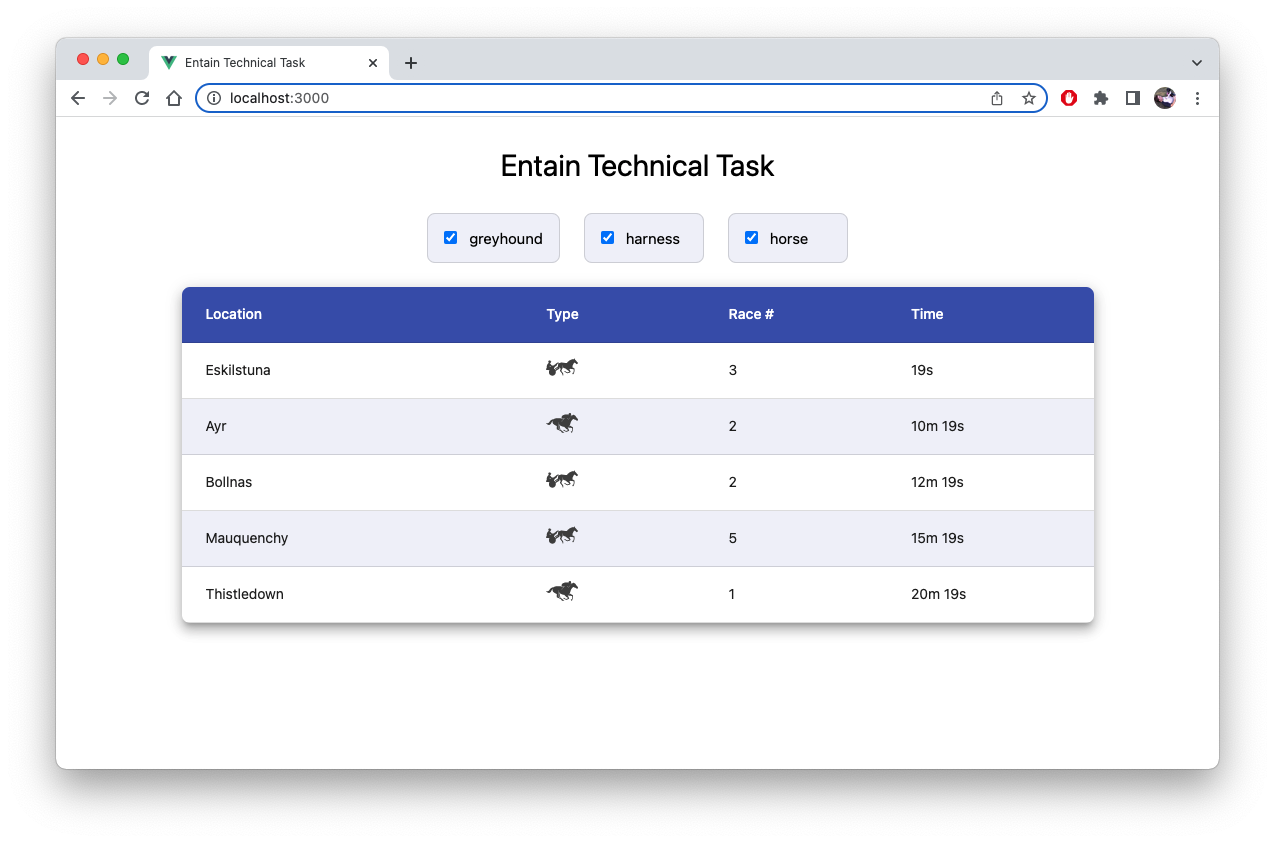 Entain Technical Task
localhost:3000
Entain Technical Task
greyhound harness horse
Location Type Race # Time
Eskilstuna 3 19s
Ayr 2 10m 19s
Bollnas 2 12m 19s
Mauquenchy 5 15m 19s
Thistledown 1 20m 19s